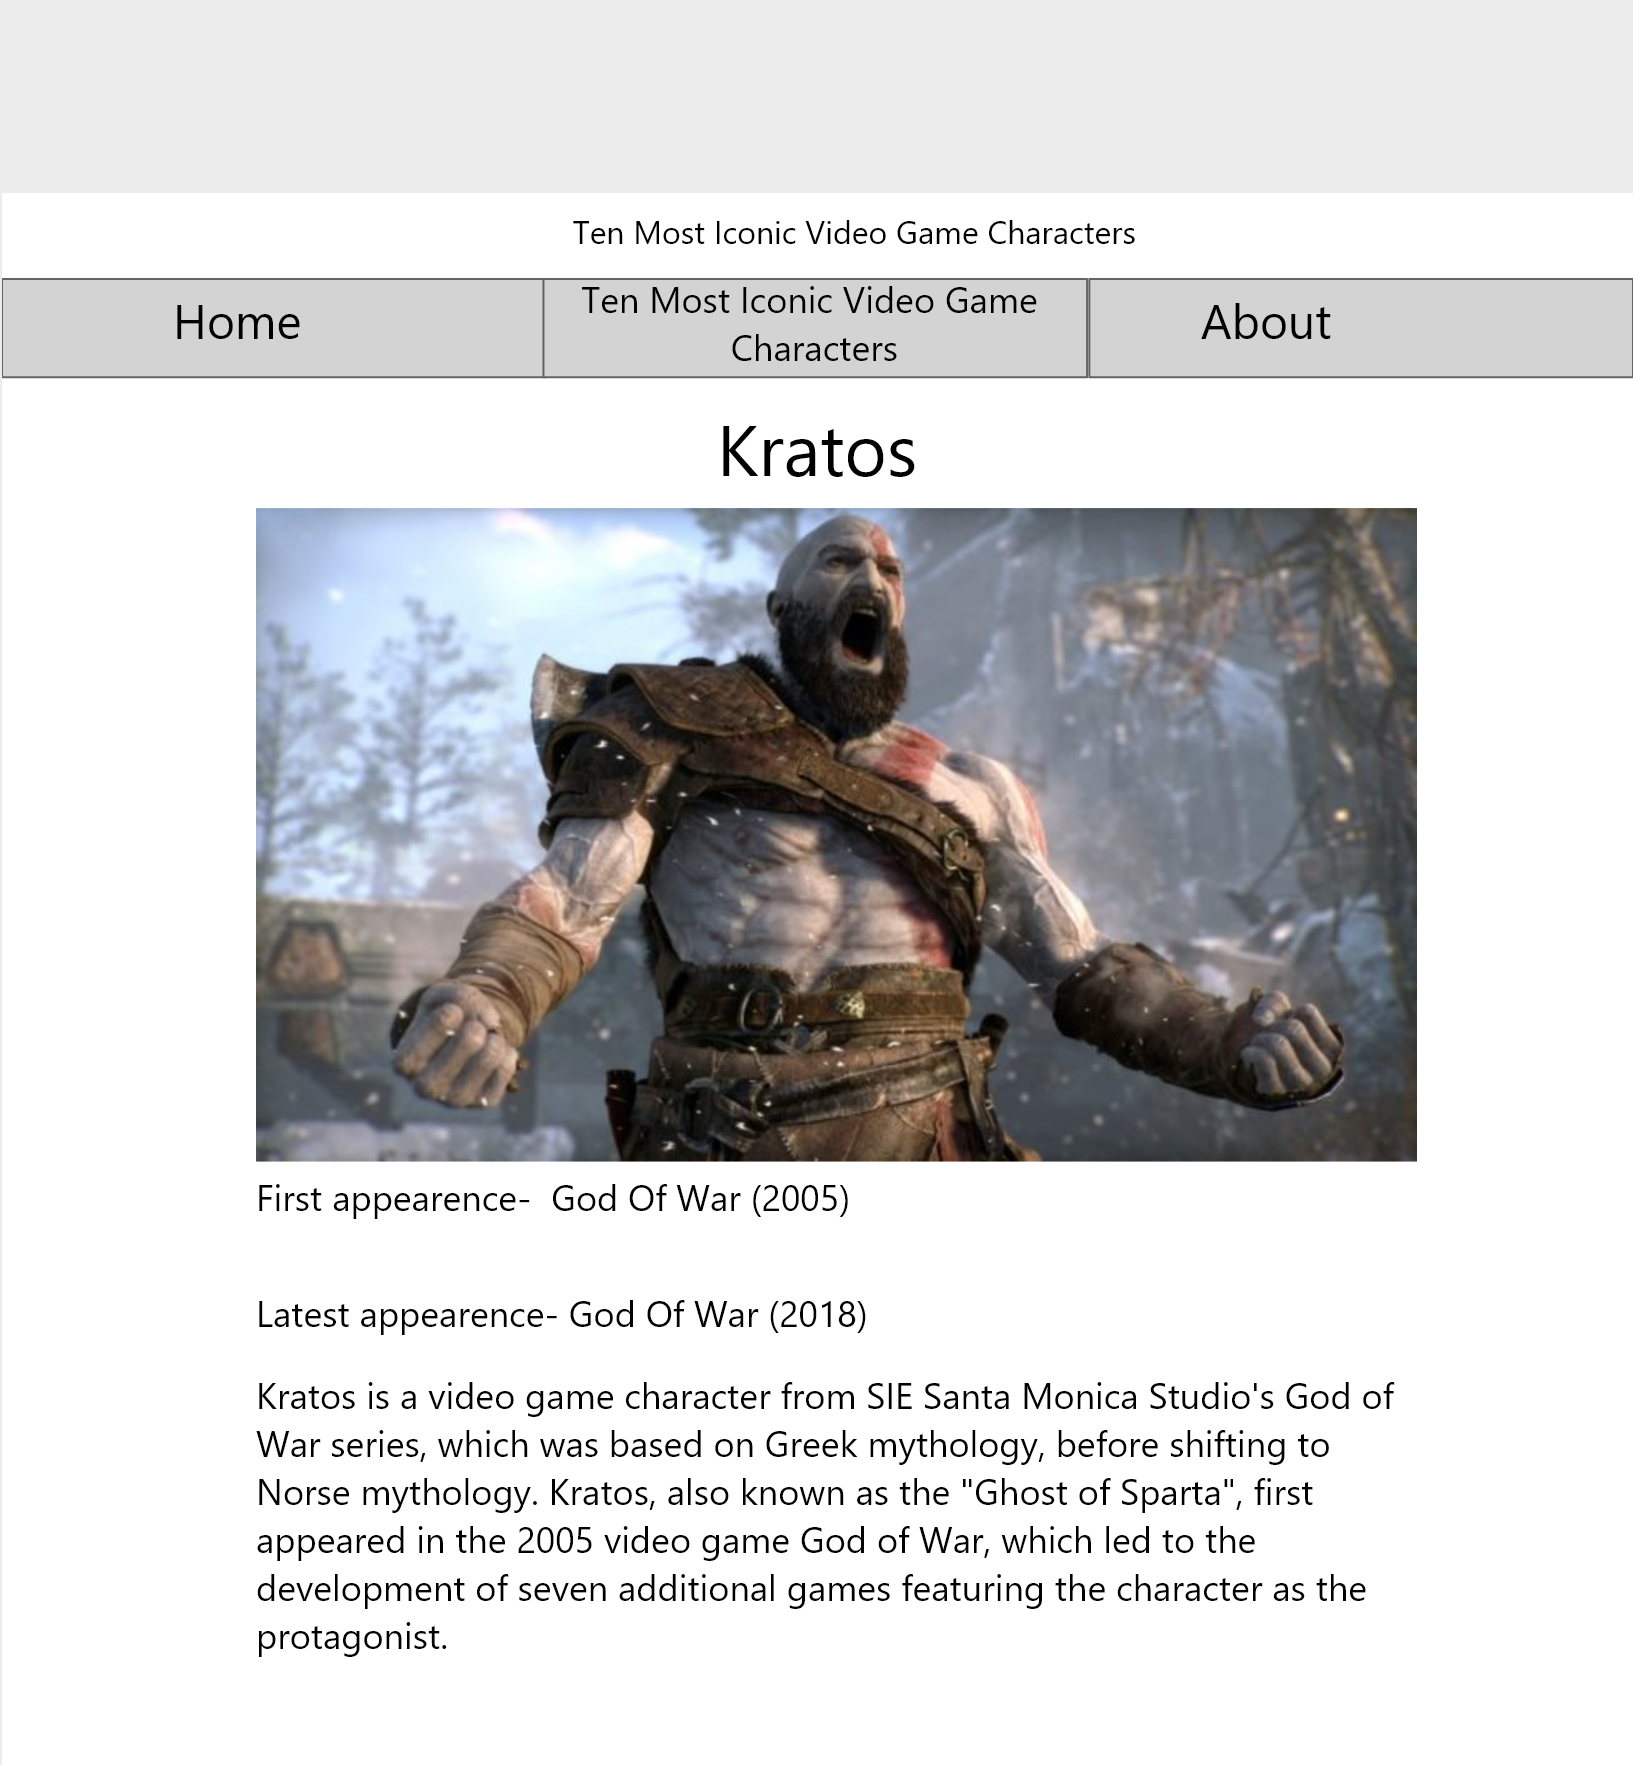 Ten Most Iconic Video Game Characters
Home
Ten Most Iconic Video Game
Characters
About
Kratos
First appearence-  God Of War (2005)
Latest appearence- God Of War (2018)
Kratos is a video game character from SIE Santa Monica Studio's God of
War series, which was based on Greek mythology, before shifting to
Norse mythology. Kratos, also known as the "Ghost of Sparta", first
appeared in the 2005 video game God of War, which led to the
development of seven additional games featuring the character as the
protagonist.